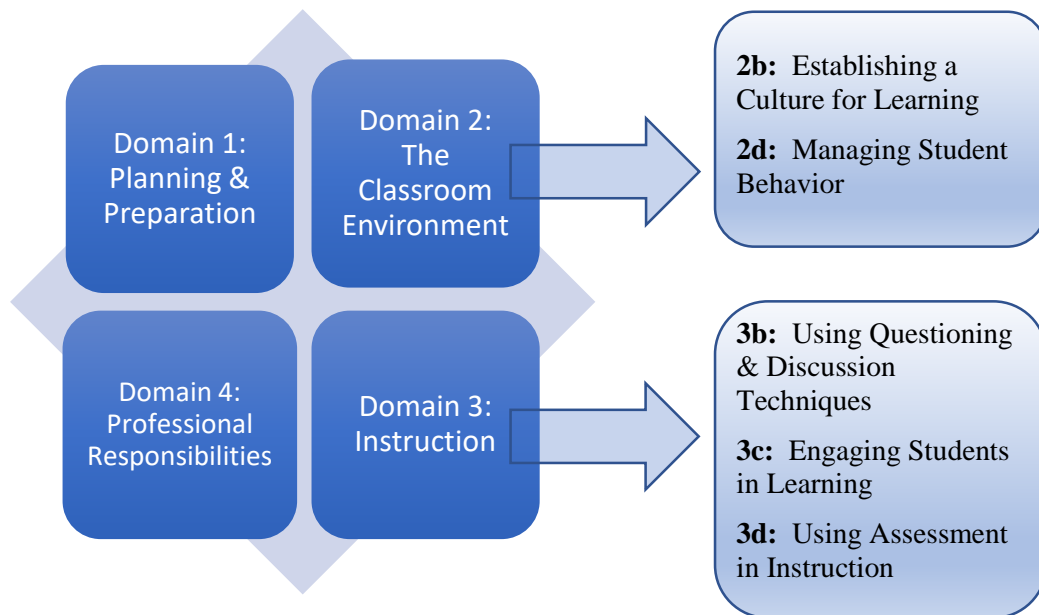 Domain 1:
Planning &
Preparation
Domain 2:
The
Classroom
Environment
2b:  Establishing a
Culture for Learning
2d:  Managing Student
Behavior
Domain 4:
Professional
Responsibilities
Domain 3:
Instruction
3b:  Using Questioning
& Discussion
Techniques
3c:  Engaging Students
in Learning
3d:  Using Assessment
in Instruction